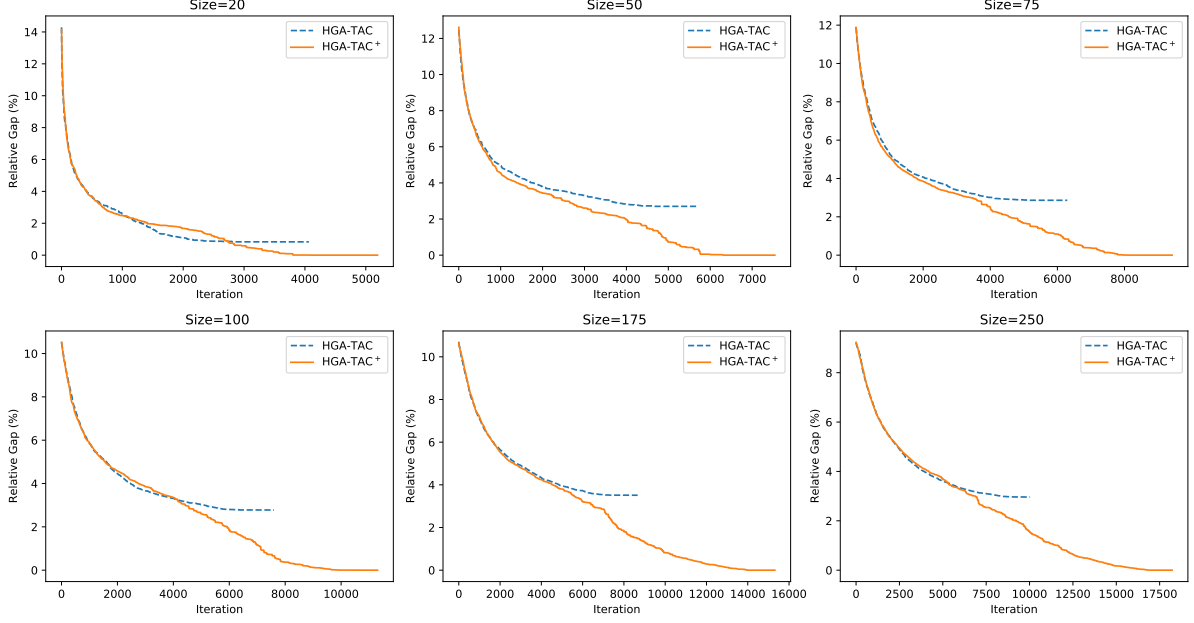 Size=20
HGA-TAC
HGA-TAC+
Relative Gap (%)
14
12
10
8
6
4
2
0
0 1000 2000 3000 4000 5000
Iteration
Size=50
HGA-TAC
HGA-TAC+
Relative Gap (%)
12
10
8
6
4
2
0
0 1000 2000 3000 4000 5000 6000 7000
Iteration
Size=75
HGA-TAC
HGA-TAC+
Relative Gap (%)
12
10
8
6
4
2
0
0 2000 4000 6000 8000
Iteration
Size=100
HGA-TAC
HGA-TAC+
Relative Gap (%)
10
8
6
4
2
0
0 2000 4000 6000 8000 10000
Iteration
Size=175
HGA-TAC
HGA-TAC+
Relative Gap (%)
10
8
6
4
2
0
0 2000 4000 6000 8000 10000 12000 14000 16000
Iteration
Size=250
HGA-TAC
HGA-TAC+
Relative Gap (%)
8
6
4
2
0
0 2500 5000 7500 10000 12500 15000 17500
Iteration